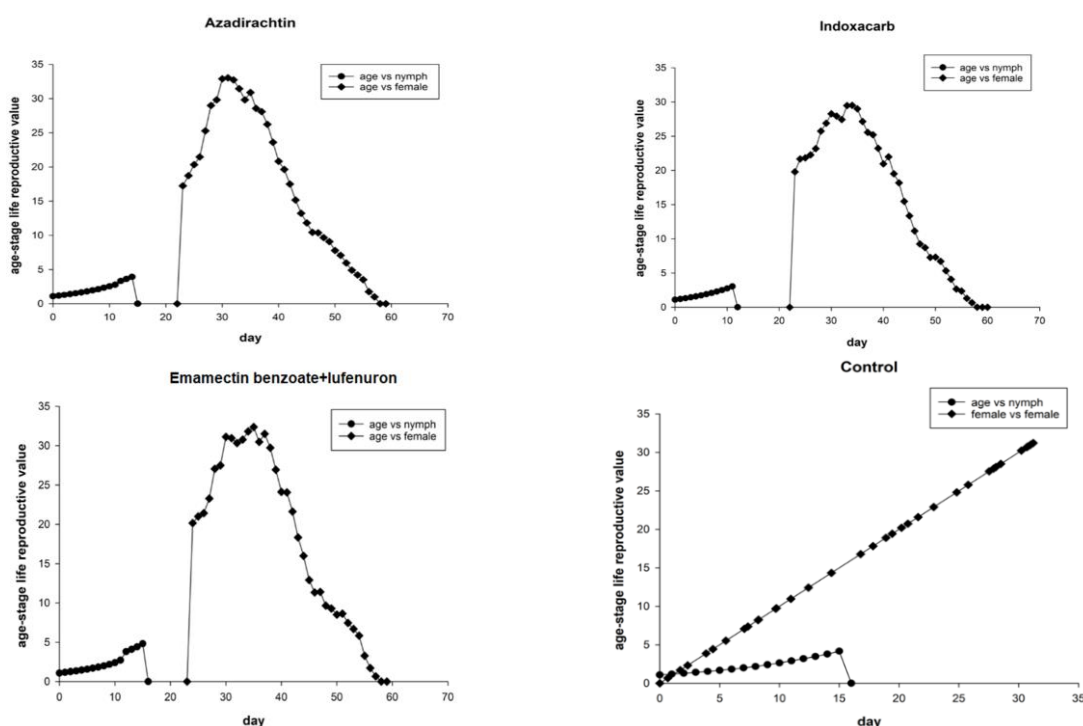 Azadirachtin
age-stage life reproductive value
35
30
25
20
15
10
5
0
0 10 20 30 40 50 60 70
day
age vs nymph
age vs female
Indoxacarb
age-stage life reproductive value
35
30
25
20
15
10
5
0
0 10 20 30 40 50 60 70
day
age vs nymph
age vs female
Emamectin benzoate+lufenuron
age-stage life reproductive value
35
30
25
20
15
10
5
0
0 10 20 30 40 50 60 70
day
age vs nymph
age vs female
Control
age-stage life reproductive value
35
30
25
20
15
10
5
0
0 5 10 15 20 25 30 35
day
age vs nymph
female vs female